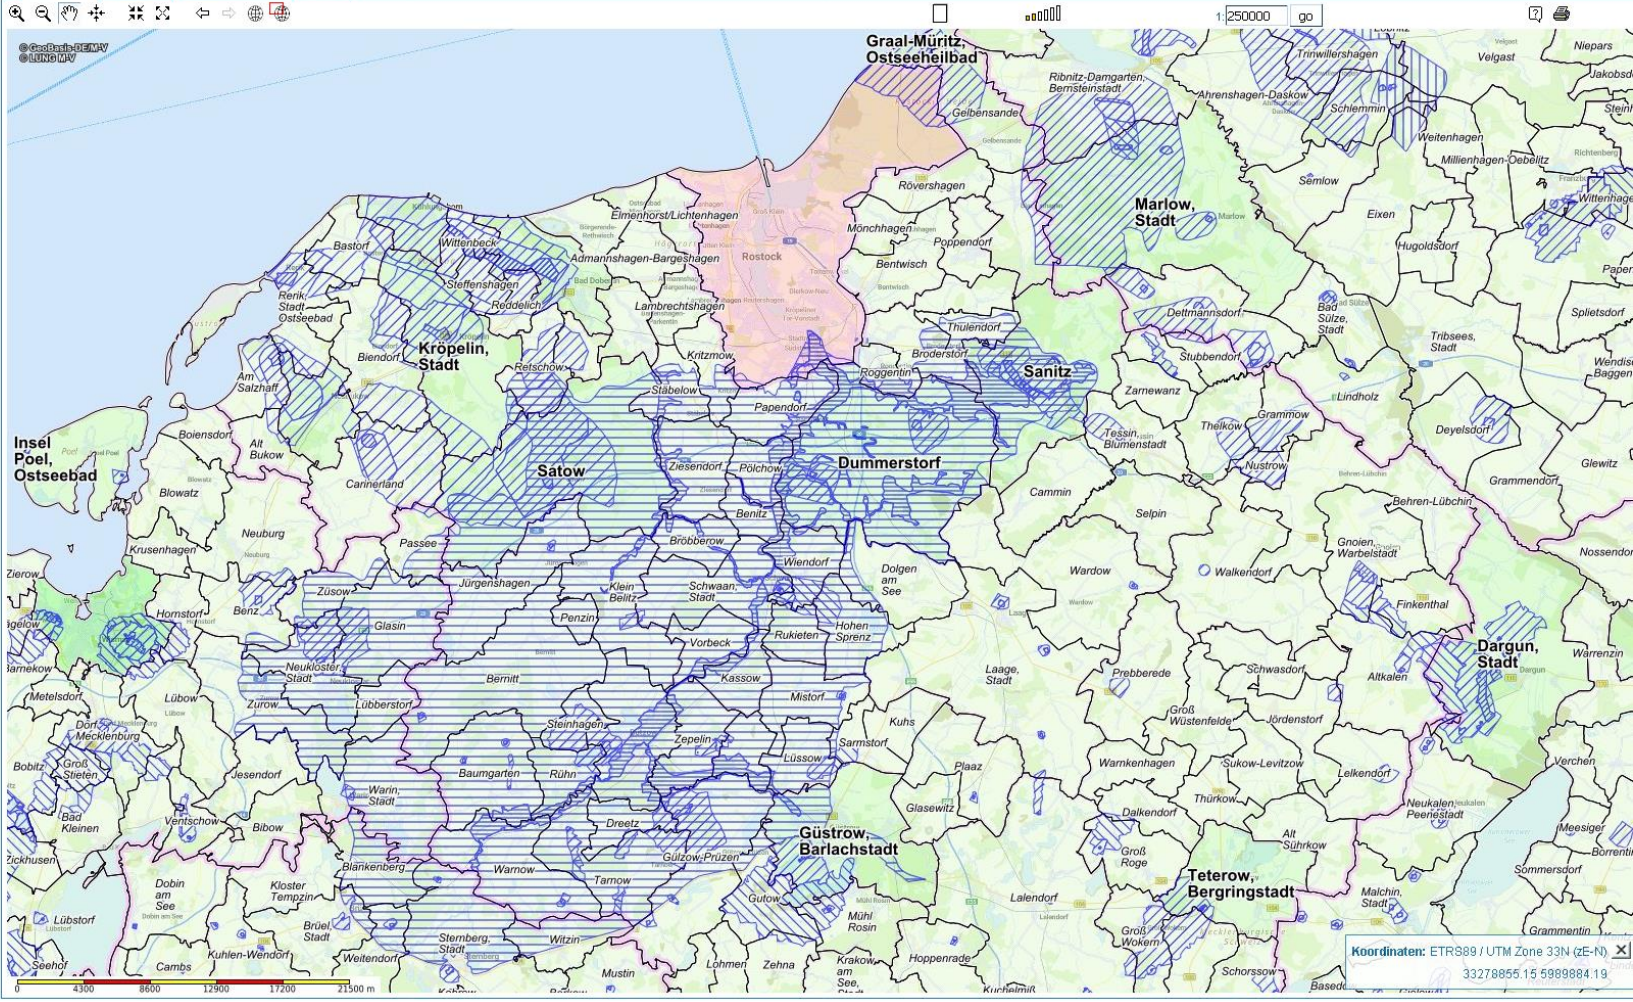 1: 250000 go
© GeoBasis-DE/M-V
© LUNG M-V
Graal-Müritz,
Ostseeheilbad
Gelbensande
Ribnitz-Damgarten,
Bernsteinstadt
Ahrenshagen-Daskow
Trinwillershagen
Schlemmin
Velgast
Niepars
Weitenhagen
Millienhagen-Oebelitz
Semlow
Eixen
Hugoldsdorf
Marlow,
Stadt
Rövershagen
Mönchhagen
Poppendorf
Bentwisch
Elmenhorst/Lichtenhagen
Rostock
Admannshagen-Bargeshagen
Lambrechtshagen
Kritzmow
Bastorf
Wittenbeck
Steffenshagen
Reddelich
Rerik,
Stadt
Ostseebad
Biendorf
Kröpelin,
Stadt
Am
Salzhaff
Retschow
Stäbelow
Papendorf
Thulendorf
Broderstorf
Roggentin
Sanitz
Dettmannsdorf
Stubbendorf
Zarnewanz
Bad
Sülze,
Stadt
Tribsees,
Stadt
Splietsdorf
Lindholz
Deyelsdorf
Glewitz
Grammendorf
Grammow
Thelkow
Tessin,
Blumenstadt
Nustrow
Behren-Lübchin
Insel
Poel,
Ostseebad
Boiensdorf
Alt
Bukow
Blowatz
Carinerland
Satow
Ziesendorf
Pölchow
Dummerstorf
Benitz
Cammin
Selpin
Neuburg
Krusenhagen
Passee
Bröbberow
Wiendorf
Dolgen
am
See
Wardow
Walkendorf
Gnoien,
Warbelstadt
Finkenthal
Zierow
Hornstorf
Benz
Züsow
Glasin
Jürgenshagen
Klein
Belitz
Penzin
Schwaan,
Stadt
Vorbeck
Rukieten
Hohen
Sprenz
Laage,
Stadt
Prebberede
Schwasdorf
Altkalen
Dargun,
Stadt
Warrenzin
Metelsdorf
Lübow
Neukloster,
Stadt
Zurow
Lübberstorf
Bernitt
Kassow
Mistorf
Kuhs
Groß
Wüstenfelde
Jördenstorf
Dorf
Mecklenburg
Bobitz
Groß
Stieten
Jesendorf
Steinhagen
Zepelin
Baumgarten
Rühn
Lüssow
Sarmstorf
Plaaz
Warnkenhagen
Sukow-Levitzow
Lelkendorf
Verchen
Warin,
Stadt
Bad
Kleinen
Ventschow
Bibow
Dreetz
Glasewitz
Dalkendorf
Thürkow
Neukalen,
Peenestadt
Güstrow,
Barlachstadt
Alt
Sührkow
Groß
Roge
Blankenberg
Warnow
Gülzow-Prüzen
Tarnow
Gutow
Teterow,
Bergringstadt
Sommersdorf
Dobin
am
See
Kloster
Tempzin
Lalendorf
Malchin,
Stadt
Lübstorf
Brüel,
Stadt
Mühl
Rosin
Groß
Wokern
Sternberg,
Stadt
Witzin
Kuhlen-Wendorf
Weitendorf
Seehof
Cambs
Mustin
Lohmen
Zehna
Krakow
am
See,
Hoppenrade
Schorssow
Koordinaten: ETRS89 / UTM Zone 33N (zE-N)
33278855.15 5989884.19
0 4300 8600 12900 17200 21500 m